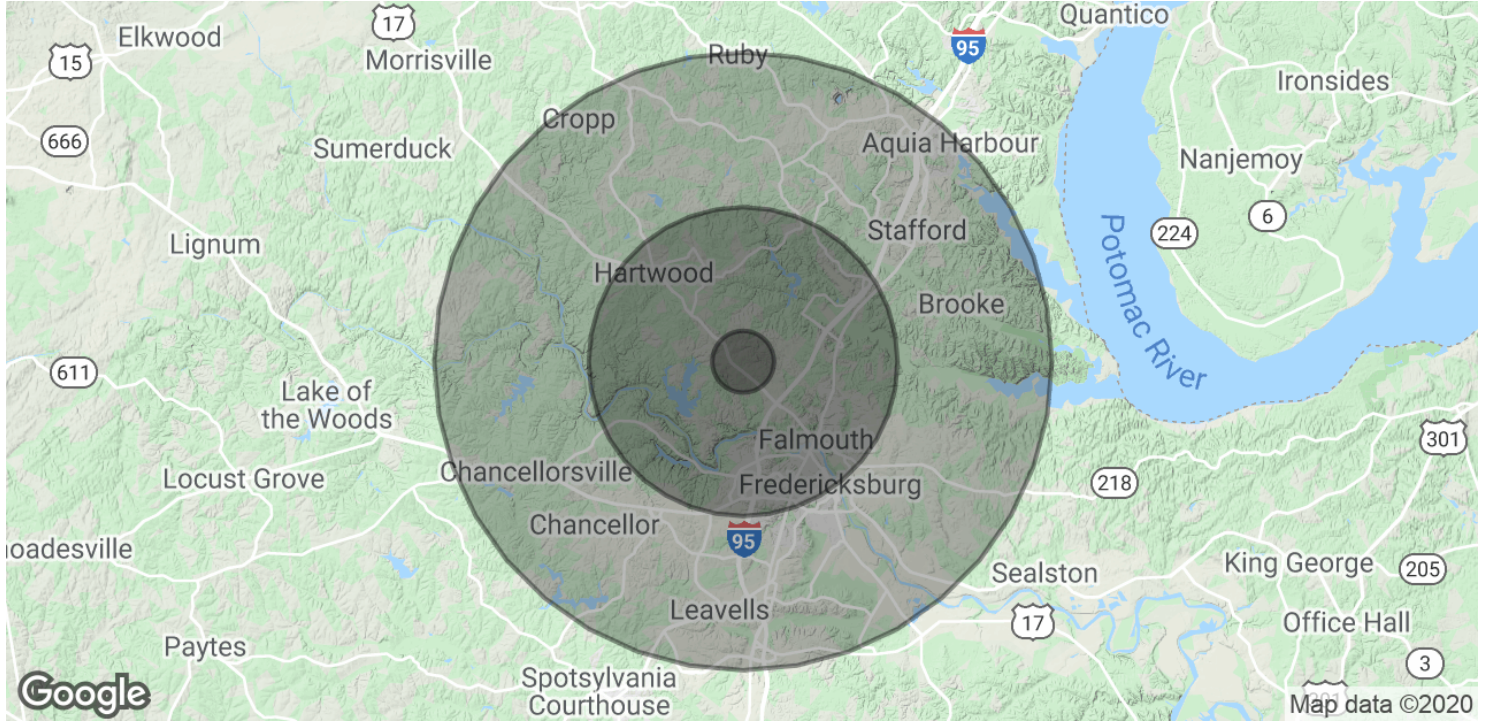 Quantico
17
Elkwood
95
Ruby
15
Morrisville
Ironsides
Cropp
666
Aquia Harbour
Sumerduck
Nanjemoy
6
Stafford
224
Lignum
Potomac River
Hartwood
Brooke
611
Lake of
the Woods
Falmouth
301
Chancellorsville
Locust Grove
Fredericksburg
218
Chancellor
95
oadesville
King George
205
Sealston
Leavells
17
Office Hall
Paytes
3
Spotsylvania
Courthouse
Google
Map data ©2020